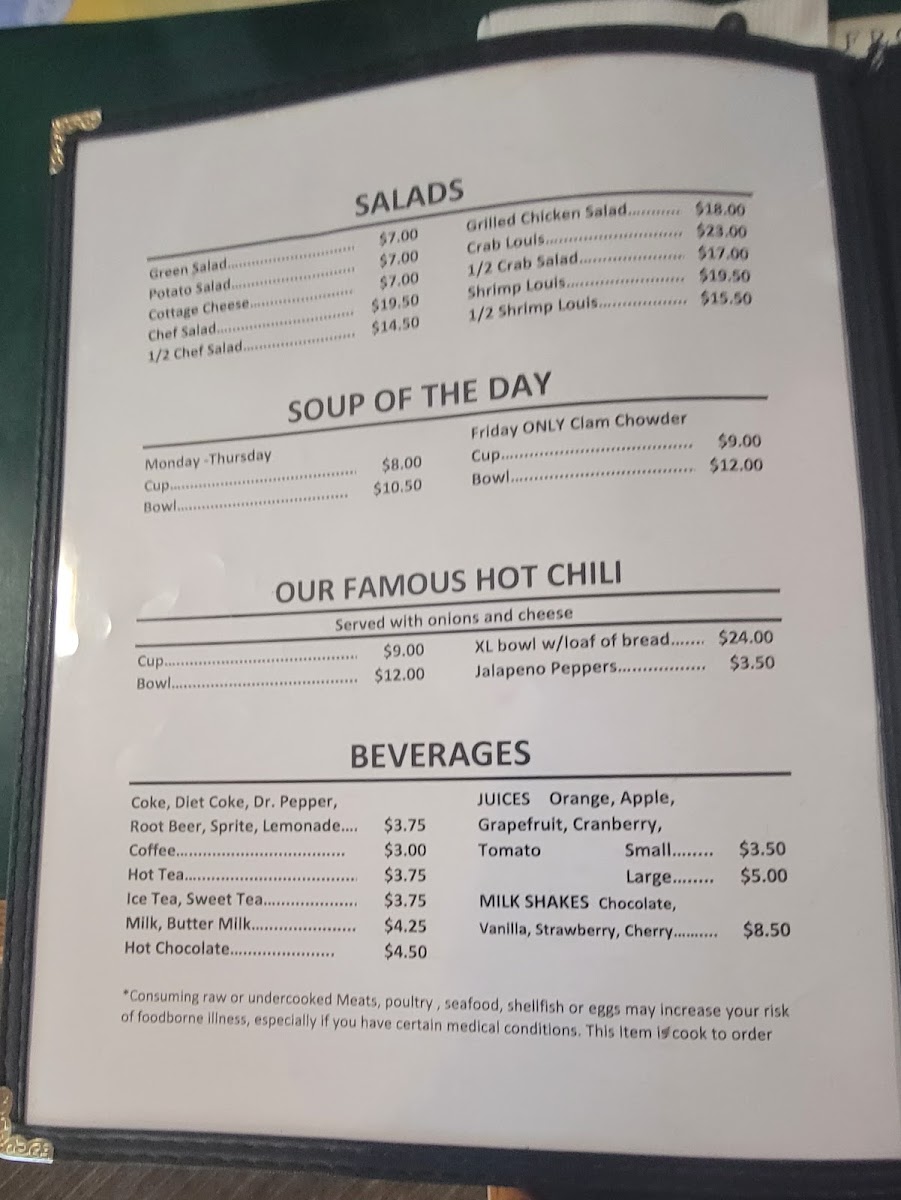 SALADS
Green Salad............ $7.00
Potato Salad............ $7.00
Cottage Cheese............ $7.00
Chef Salad............ $19.50
1/2 Chef Salad............ $14.50
Grilled Chicken Salad............ $18.00
Crab Louis............ $23.00
1/2 Crab Salad............ $17.00
Shrimp Louis............ $19.50
1/2 Shrimp Louis............ $15.50
SOUP OF THE DAY
Monday -Thursday
Cup............ $8.00
Bowl............ $10.50
Friday ONLY Clam Chowder
Cup............ $9.00
Bowl............ $12.00
OUR FAMOUS HOT CHILI
Served with onions and cheese
Cup............ $9.00
Bowl............ $12.00
XL bowl w/loaf of bread....... $24.00
Jalapeno Peppers................ $3.50
BEVERAGES
Coke, Diet Coke, Dr. Pepper,
Root Beer, Sprite, Lemonade.... $3.75
Coffee............ $3.00
Hot Tea............ $3.75
Ice Tea, Sweet Tea............ $3.75
Milk, Butter Milk............ $4.25
Hot Chocolate............ $4.50
JUICES Orange, Apple,
Grapefruit, Cranberry,
Tomato Small........ $3.50
Large........ $5.00
MILK SHAKES Chocolate,
Vanilla, Strawberry, Cherry.......... $8.50
*Consuming raw or undercooked Meats, poultry , seafood, shellfish or eggs may increase your risk
of foodborne illness, especially if you have certain medical conditions. This Item is cook to order